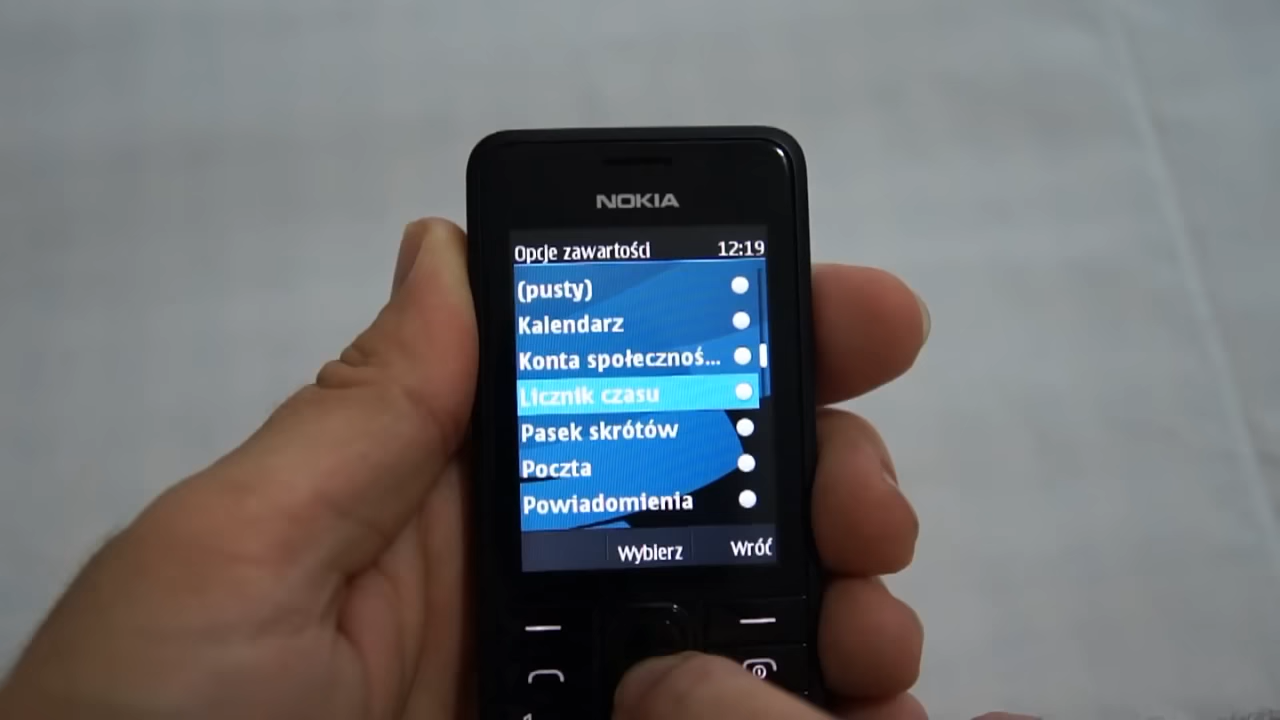 NOKIA
Opcje zawartości 12:19
(pusty)
Kalendarz
Konta społecznoś...
Licznik czasu
Pasek skrótów
Poczta
Powiadomienia
Wybierz Wróć